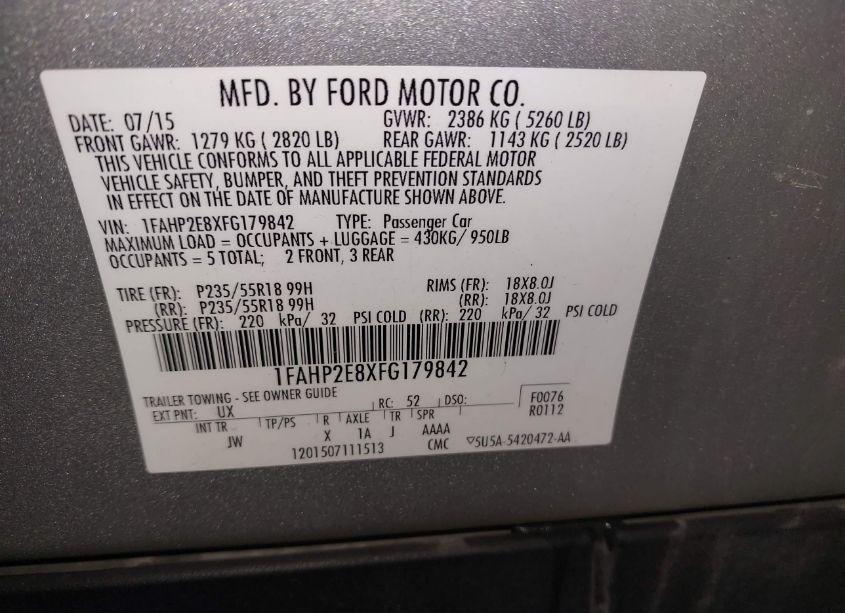 MFD. BY FORD MOTOR CO.
DATE: 07/15 GVWR: 2386 KG ( 5260 LB)
FRONT GAWR: 1279 KG ( 2820 LB) REAR GAWR: 1143 KG ( 2520 LB)
THIS VEHICLE CONFORMS TO ALL APPLICABLE FEDERAL MOTOR
VEHICLE SAFETY, BUMPER, AND THEFT PREVENTION STANDARDS
IN EFFECT ON THE DATE OF MANUFACTURE SHOWN ABOVE.
VIN: 1FAHP2E8XFG179842 TYPE: Passenger Car
MAXIMUM LOAD = OCCUPANTS + LUGGAGE = 430KG/ 950LB
OCCUPANTS = 5 TOTAL; 2 FRONT, 3 REAR
TIRE (FR): P235/55R18 99H RIMS (FR): 18X8.0J
(RR): P235/55R18 99H (RR): 18X8.0J
PRESSURE (FR): 220 kPa/ 32 PSI COLD (RR): 220 kPa/ 32 PSI COLD
1FAHP2E8XFG179842
TRAILER TOWING - SEE OWNER GUIDE
EXT PNT: UX RC: 52 DSO: F0076
R0112
INT TR TP/PS R AXLE TR SPR
JW X 1A J AAAA
1201507111513 CMC ▽5U5A-5420472-AA